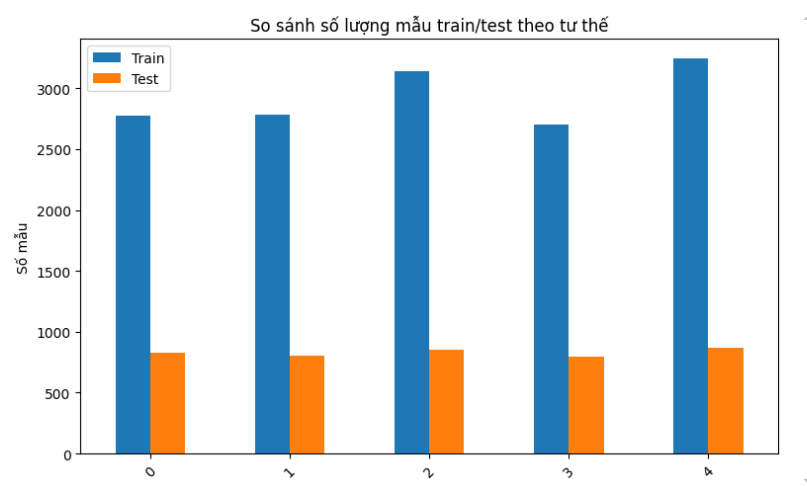 So sánh số lượng mẫu train/test theo tư thế
Train
Test
Số mẫu
3000
2500
2000
1500
1000
500
0
0 1 2 3 4